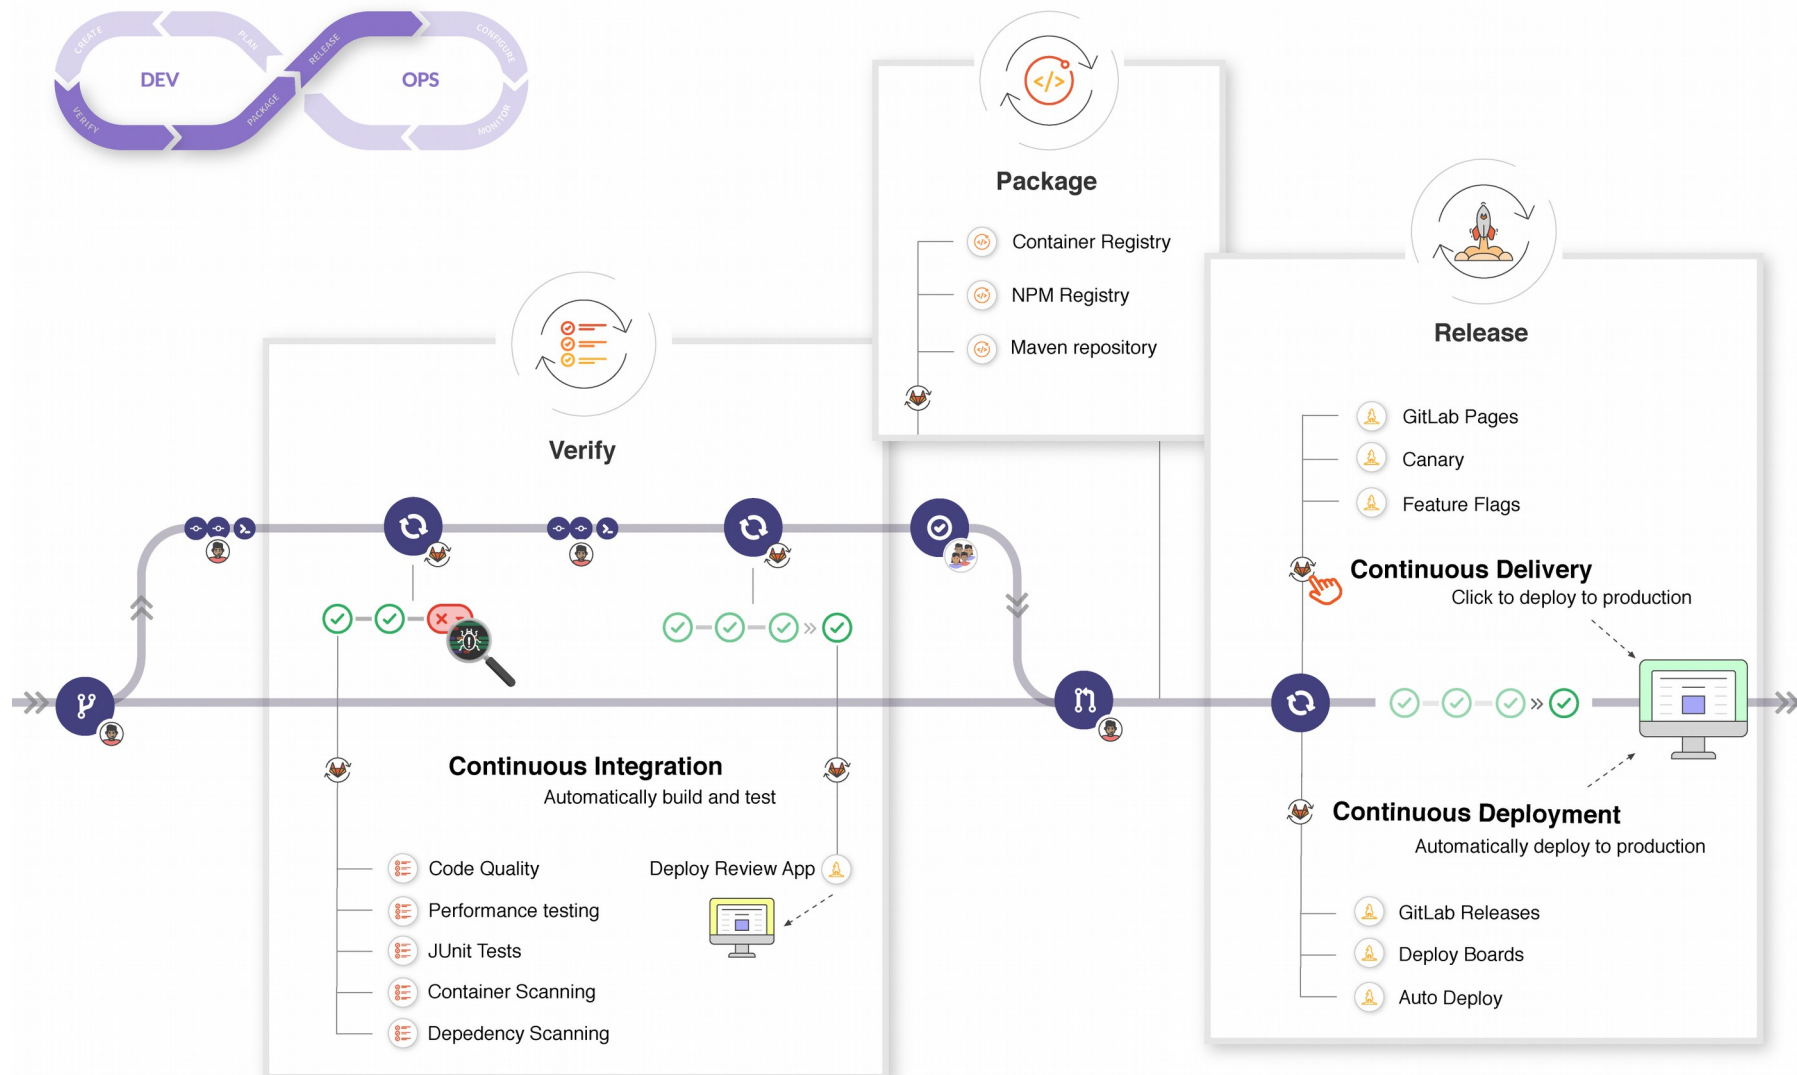 CREATE
PLAN
RELEASE
CONFIGURE
DEV
OPS
VERIFY
PACKAGE
MONITOR
Package
Container Registry
NPM Registry
Maven repository
Verify
Continuous Integration
Automatically build and test
Code Quality
Performance testing
JUnit Tests
Container Scanning
Depedency Scanning
Deploy Review App
Release
GitLab Pages
Canary
Feature Flags
Continuous Delivery
Click to deploy to production
Continuous Deployment
Automatically deploy to production
GitLab Releases
Deploy Boards
Auto Deploy